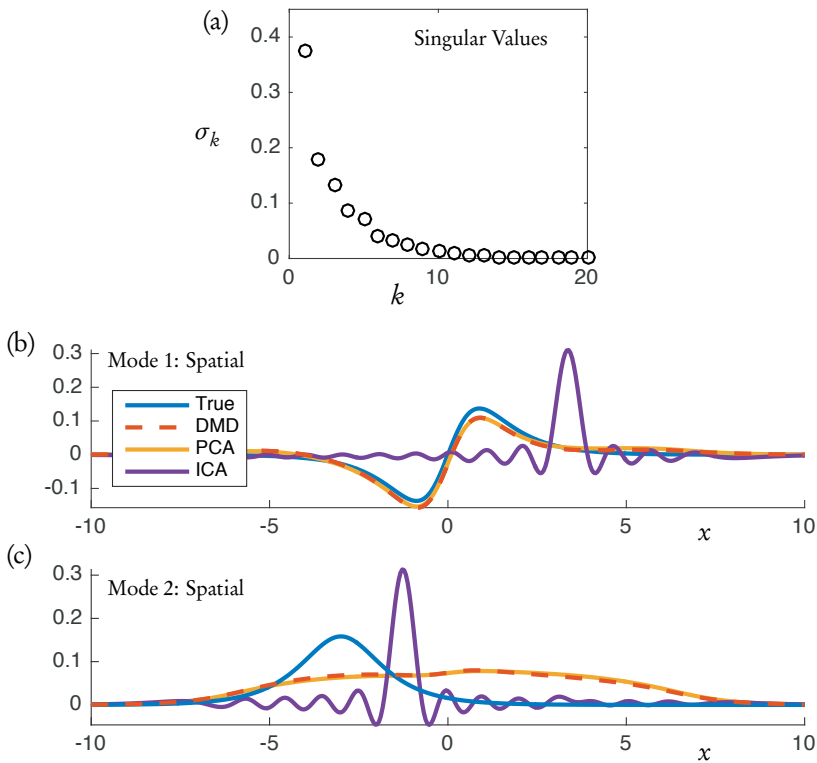 (a)
Singular Values
0.4
0.3
0.2
0.1
0
σk
0
10
20
k
(b)
Mode 1: Spatial
True
DMD
PCA
ICA
0.3
0.2
0.1
0
-0.1
-10
-5
0
5
10
x
(c)
Mode 2: Spatial
0.3
0.2
0.1
0
-10
-5
0
5
10
x